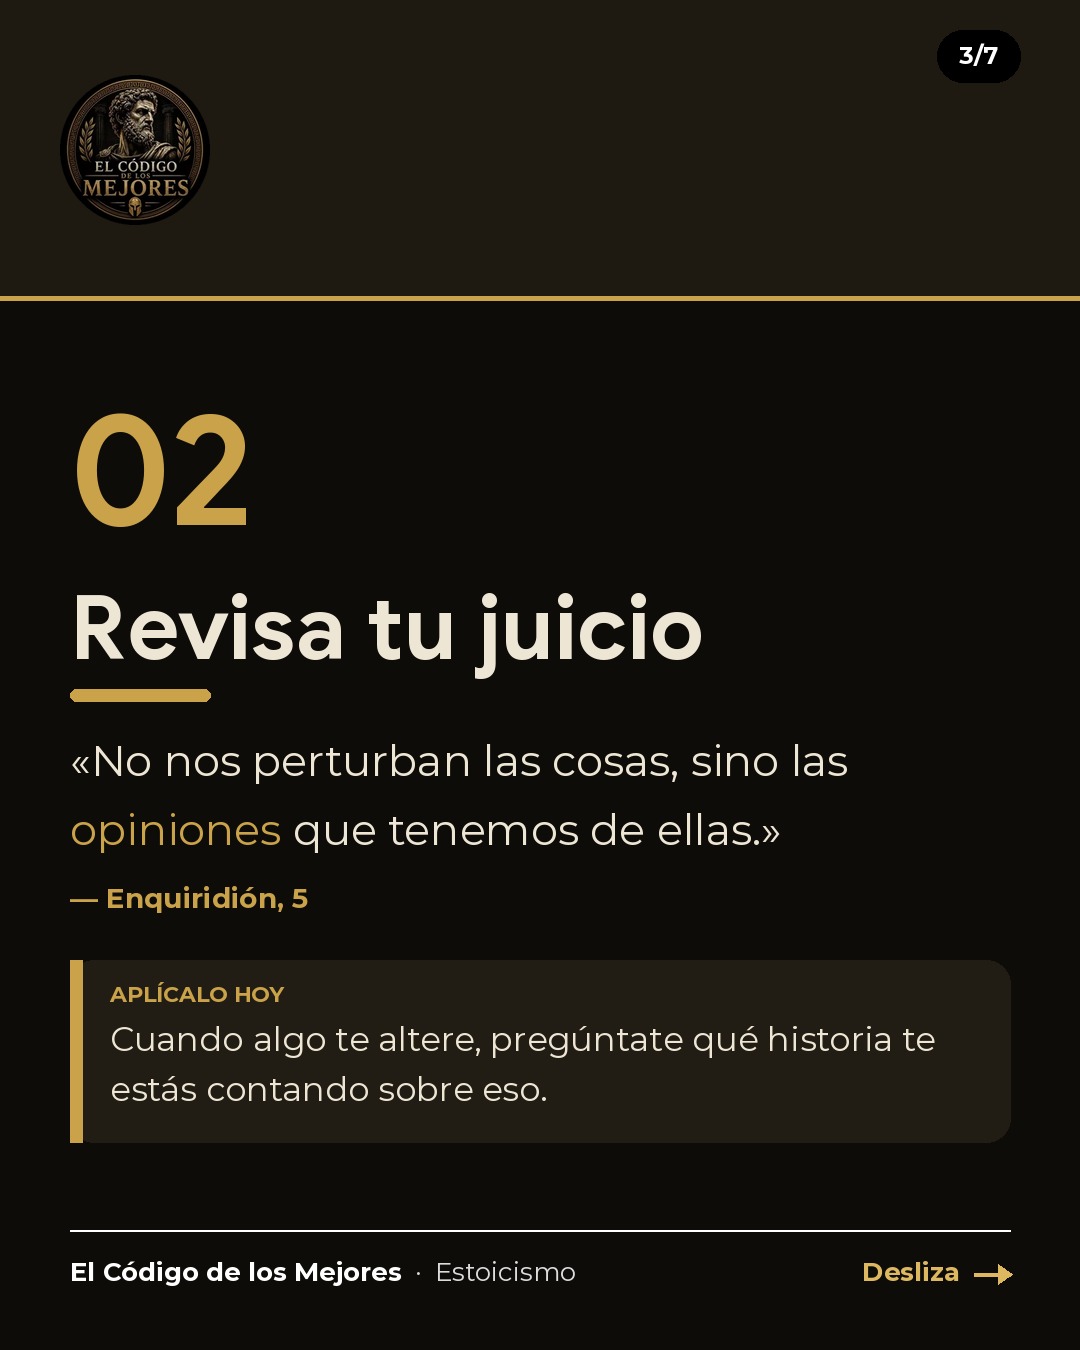 3/7
EL CÓDIGO
DE LOS
MEJORES
02
Revisa tu juicio
«No nos perturban las cosas, sino las
opiniones que tenemos de ellas.»
— Enquiridión, 5
APLÍCALO HOY
Cuando algo te altere, pregúntate qué historia te
estás contando sobre eso.
El Código de los Mejores · Estoicismo
Desliza